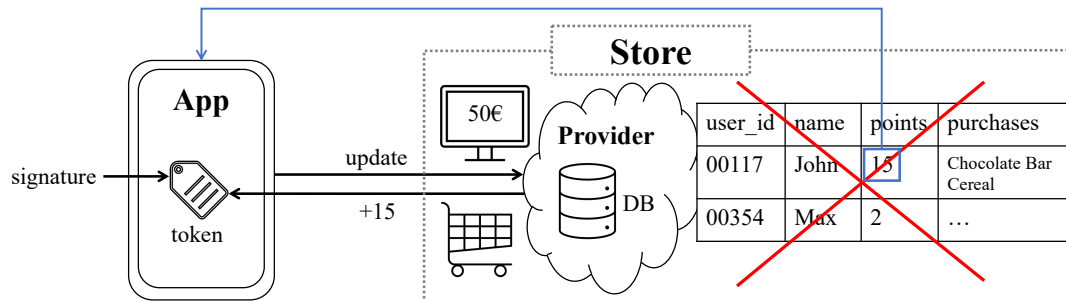 Store
App
signature
token
update
+15
50€
Provider
DB
user_id name points purchases
00117 John 15 Chocolate Bar
Cereal
00354 Max 2 …